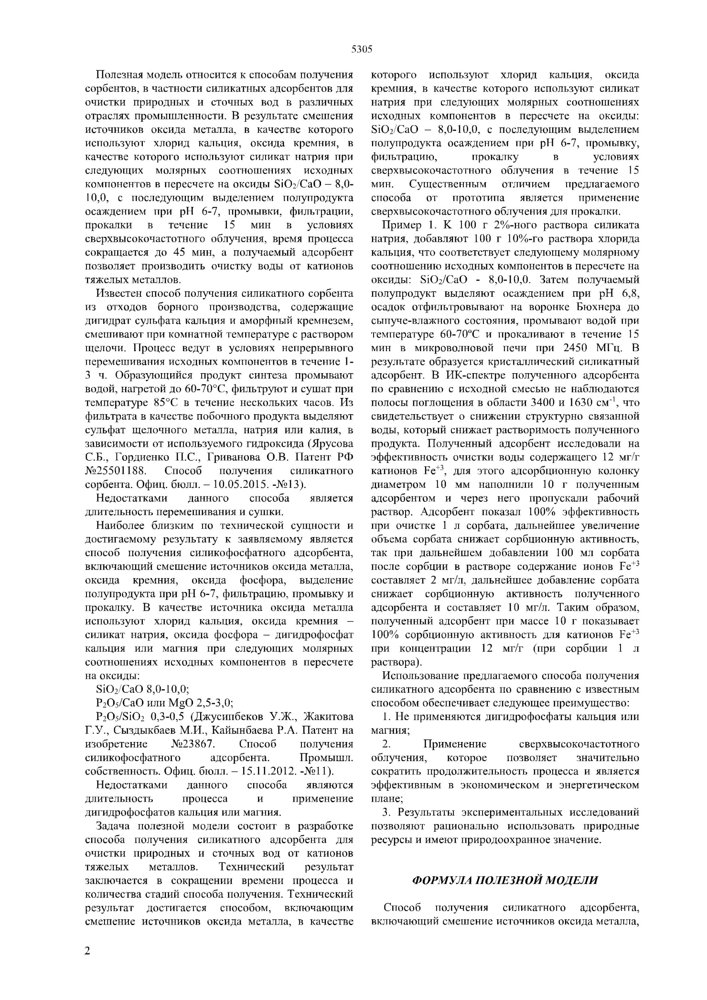 5305
Полезная модель относится к способам получения
сорбентов, в частности силикатных адсорбентов для
очистки природных и сточных вод в различных
отраслях промышленности. В результате смешения
источников оксида металла, в качестве которого
используют хлорид кальция, оксида кремния, в
качестве которого используют силикат натрия при
следующих молярных соотношениях исходных
компонентов в пересчете на оксиды SiO₂/CaO – 8,0-
10,0, с последующим выделением полупродукта
осаждением при pH 6-7, промывки, фильтрации,
прокалки в течение 15 мин в условиях
сверхвысокочастотного облучения, время процесса
сокращается до 45 мин, а получаемый адсорбент
позволяет производить очистку воды от катионов
тяжелых металлов.
Известен способ получения силикатного сорбента
из отходов борного производства, содержащие
дигидрат сульфата кальция и аморфный кремнезем,
смешивают при комнатной температуре с раствором
щелочи. Процесс ведут в условиях непрерывного
перемешивания исходных компонентов в течение 1-
3 ч. Образующийся продукт синтеза промывают
водой, нагретой до 60-70°С, фильтруют и сушат при
температуре 85°С в течение нескольких часов. Из
фильтрата в качестве побочного продукта выделяют
сульфат щелочного металла, натрия или калия, в
зависимости от используемого гидроксида (Ярусова
С.Б., Гордиенко П.С., Гриванова О.В. Патент РФ
№25501188. Способ получения силикатного
сорбента. Офиц. бюлл. – 10.05.2015. -№13).
Недостатками данного способа является
длительность перемешивания и сушки.
Наиболее близким по технической сущности и
достигаемому результату к заявляемому является
способ получения силикофосфатного адсорбента,
включающий смешение источников оксида металла,
оксида кремния, оксида фосфора, выделение
полупродукта при pH 6-7, фильтрацию, промывку и
прокалку. В качестве источника оксида металла
используют хлорид кальция, оксида кремния –
силикат натрия, оксида фосфора – дигидрофосфат
кальция или магния при следующих молярных
соотношениях исходных компонентов в пересчете
на оксиды:
SiO₂/CaO 8,0-10,0;
P₂O₅/CaO или MgO 2,5-3,0;
P₂O₅/SiO₂ 0,3-0,5 (Джусипбеков У.Ж., Жакитова
Г.У., Сыздыкбаев М.И., Кайынбаева Р.А. Патент на
изобретение №23867. Способ получения
силикофосфатного адсорбента. Промышл.
собственность. Офиц. бюлл. – 15.11.2012. -№11).
Недостатками данного способа являются
длительность процесса и применение
дигидрофосфатов кальция или магния.
Задача полезной модели состоит в разработке
способа получения силикатного адсорбента для
очистки природных и сточных вод от катионов
тяжелых металлов. Технический результат
заключается в сокращении времени процесса и
количества стадий способа получения. Технический
результат достигается способом, включающим
смешение источников оксида металла, в качестве
которого используют хлорид кальция, оксида
кремния, в качестве которого используют силикат
натрия при следующих молярных соотношениях
исходных компонентов в пересчете на оксиды:
SiO₂/CaO – 8,0-10,0, с последующим выделением
полупродукта осаждением при pH 6-7, промывку,
фильтрацию, прокалку в условиях
сверхвысокочастотного облучения в течение 15
мин. Существенным отличием предлагаемого
способа от прототипа является применение
сверхвысокочастотного облучения для прокалки.
Пример 1. К 100 г 2%-ного раствора силиката
натрия, добавляют 100 г 10%-го раствора хлорида
кальция, что соответствует следующему молярному
соотношению исходных компонентов в пересчете на
оксиды: SiO₂/CaO - 8,0-10,0. Затем получаемый
полупродукт выделяют осаждением при pH 6,8,
осадок отфильтровывают на воронке Бюхнера до
сыпуче-влажного состояния, промывают водой при
температуре 60-70ºС и прокаливают в течение 15
мин в микроволновой печи при 2450 МГц. В
результате образуется кристаллический силикатный
адсорбент. В ИК-спектре полученного адсорбента
по сравнению с исходной смесью не наблюдаются
полосы поглощения в области 3400 и 1630 см⁻¹, что
свидетельствует о снижении структурно связанной
воды, который снижает растворимость полученного
продукта. Полученный адсорбент исследовали на
эффективность очистки воды содержащего 12 мг/г
катионов Fe⁺³, для этого адсорбционную колонку
диаметром 10 мм наполнили 10 г полученным
адсорбентом и через него пропускали рабочий
раствор. Адсорбент показал 100% эффективность
при очистке 1 л сорбата, дальнейшее увеличение
объема сорбата снижает сорбционную активность,
так при дальнейшем добавлении 100 мл сорбата
после сорбции в растворе содержание ионов Fe⁺³
составляет 2 мг/л, дальнейшее добавление сорбата
снижает сорбционную активность полученного
адсорбента и составляет 10 мг/л. Таким образом,
полученный адсорбент при массе 10 г показывает
100% сорбционную активность для катионов Fe⁺³
при концентрации 12 мг/г (при сорбции 1 л
раствора).
Использование предлагаемого способа получения
силикатного адсорбента по сравнению с известным
способом обеспечивает следующее преимущество:
1. Не применяются дигидрофосфаты кальция или
магния;
2. Применение сверхвысокочастотного
облучения, которое позволяет значительно
сократить продолжительность процесса и является
эффективным в экономическом и энергетическом
плане;
3. Результаты экспериментальных исследований
позволяют рационально использовать природные
ресурсы и имеют природоохранное значение.
ФОРМУЛА ПОЛЕЗНОЙ МОДЕЛИ
Способ получения силикатного адсорбента,
включающий смешение источников оксида металла,
2